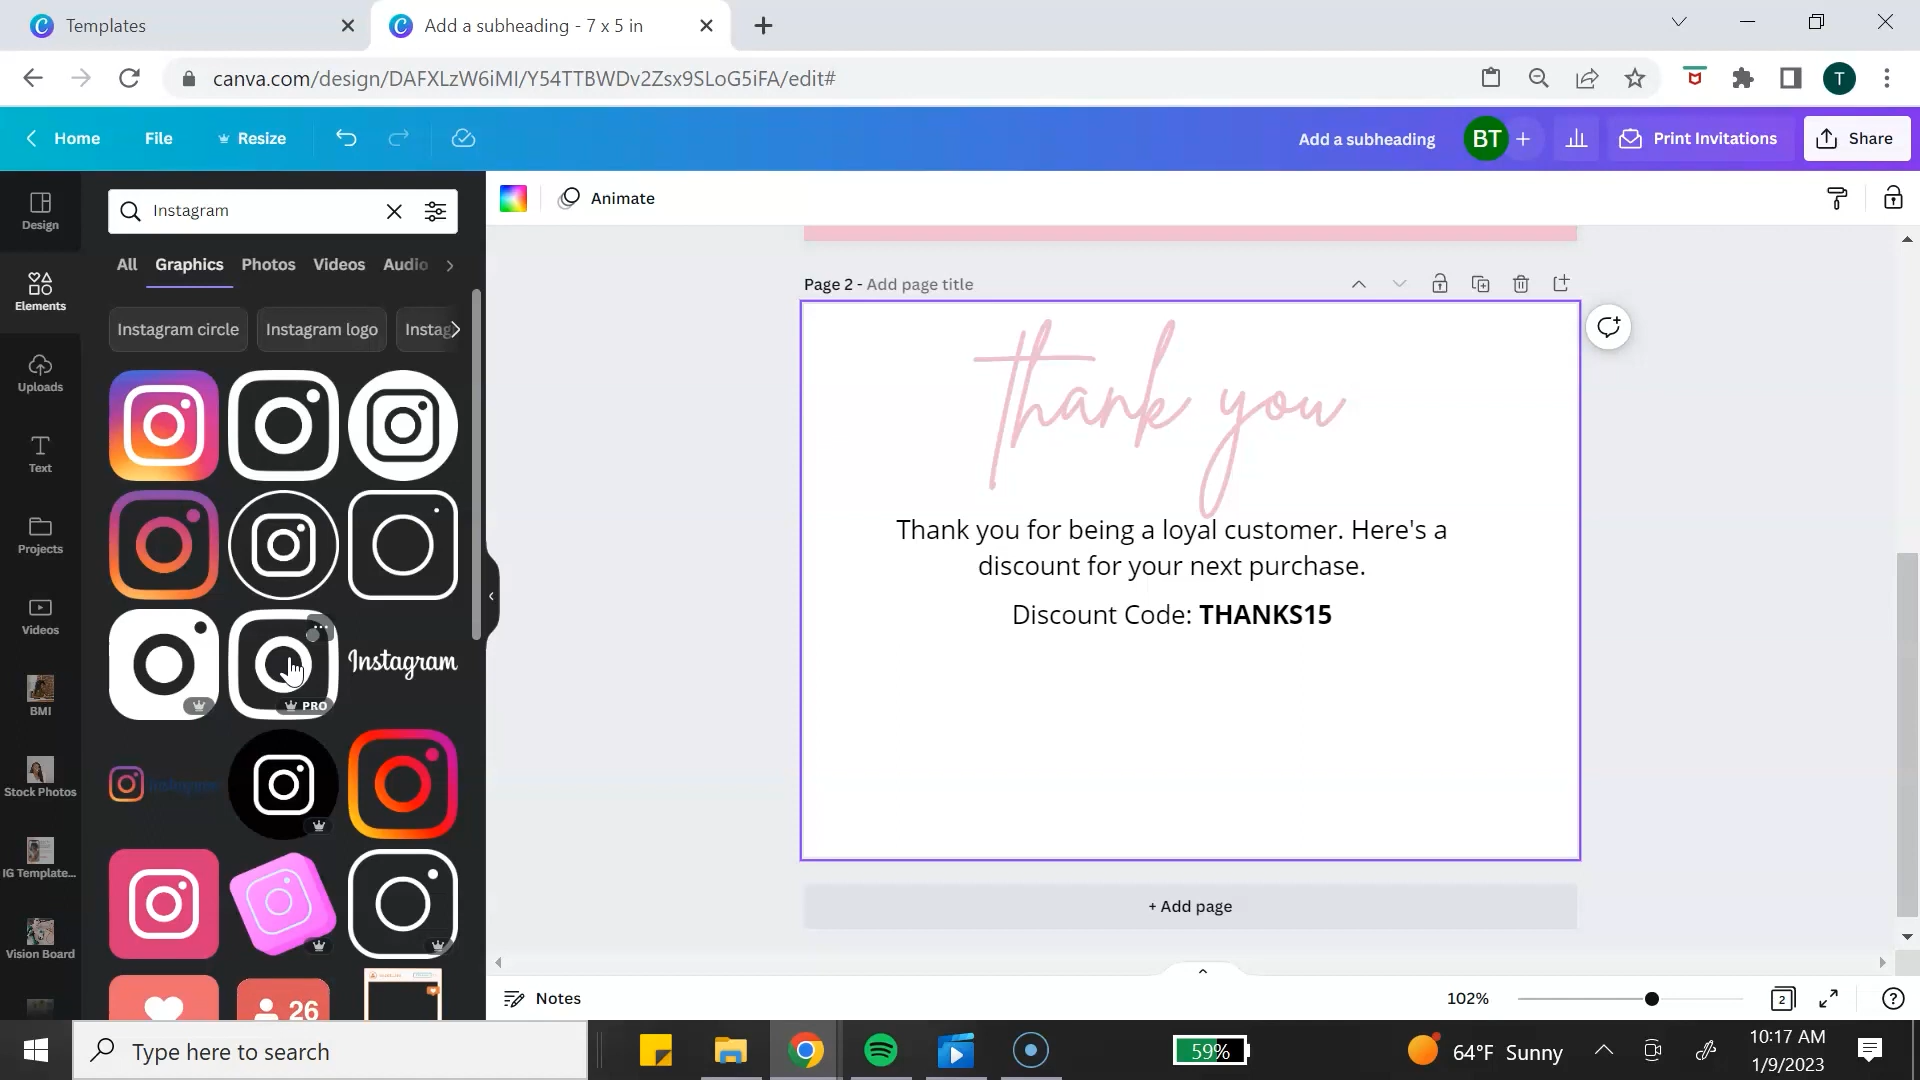 Templates
Add a subheading - 7 x 5 in
canva.com/design/DAFXLzW6iMI/Y54TTBWDv2Zsx9SLoG5iFA/edit#
T
Home
File
Resize
Add a subheading
BT
Print Invitations
Share
Design
Elements
Uploads
Text
Projects
Videos
BMI
Stock Photos
IG Template...
Vision Board
Instagram
All
Graphics
Photos
Videos
Audio
Instagram circle
Instagram logo
Instag
PRO
Instagram
26
Animate
Page 2 - Add page title
thank you
Thank you for being a loyal customer. Here's a
discount for your next purchase.
Discount Code: THANKS15
+ Add page
Notes
102%
2
Type here to search
59%
64°F Sunny
10:17 AM
1/9/2023